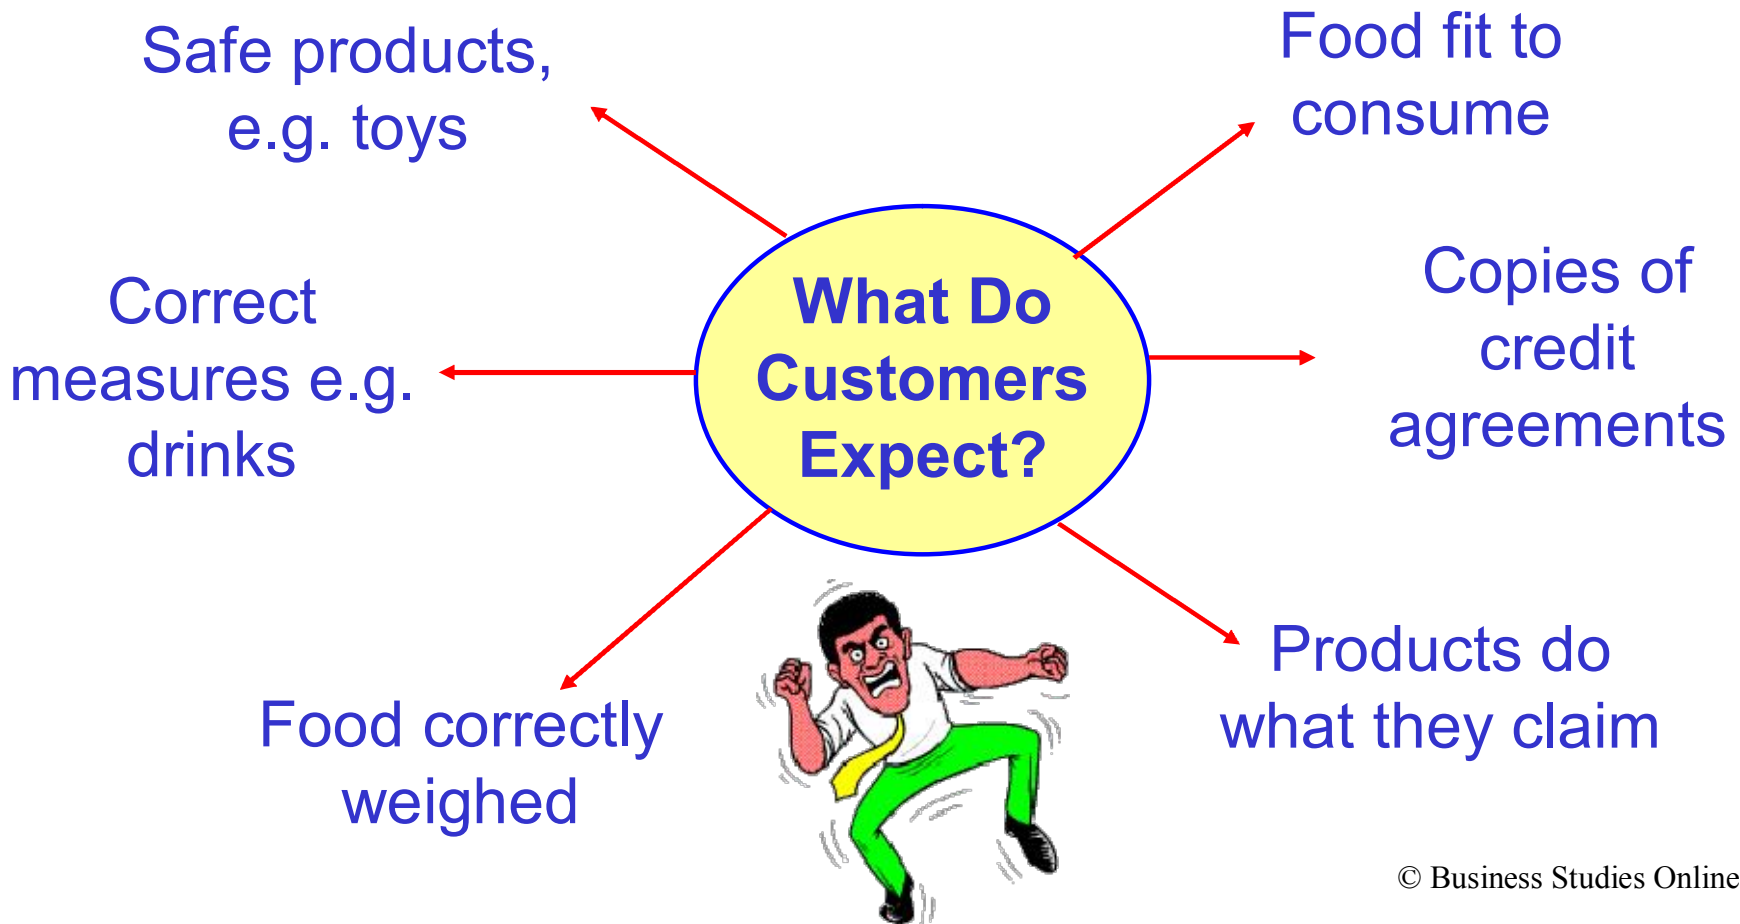 Safe products,
e.g. toys
Food fit to
consume
Correct
measures e.g.
drinks
What Do
Customers
Expect?
Copies of
credit
agreements
Food correctly
weighed
Products do
what they claim
© Business Studies Online